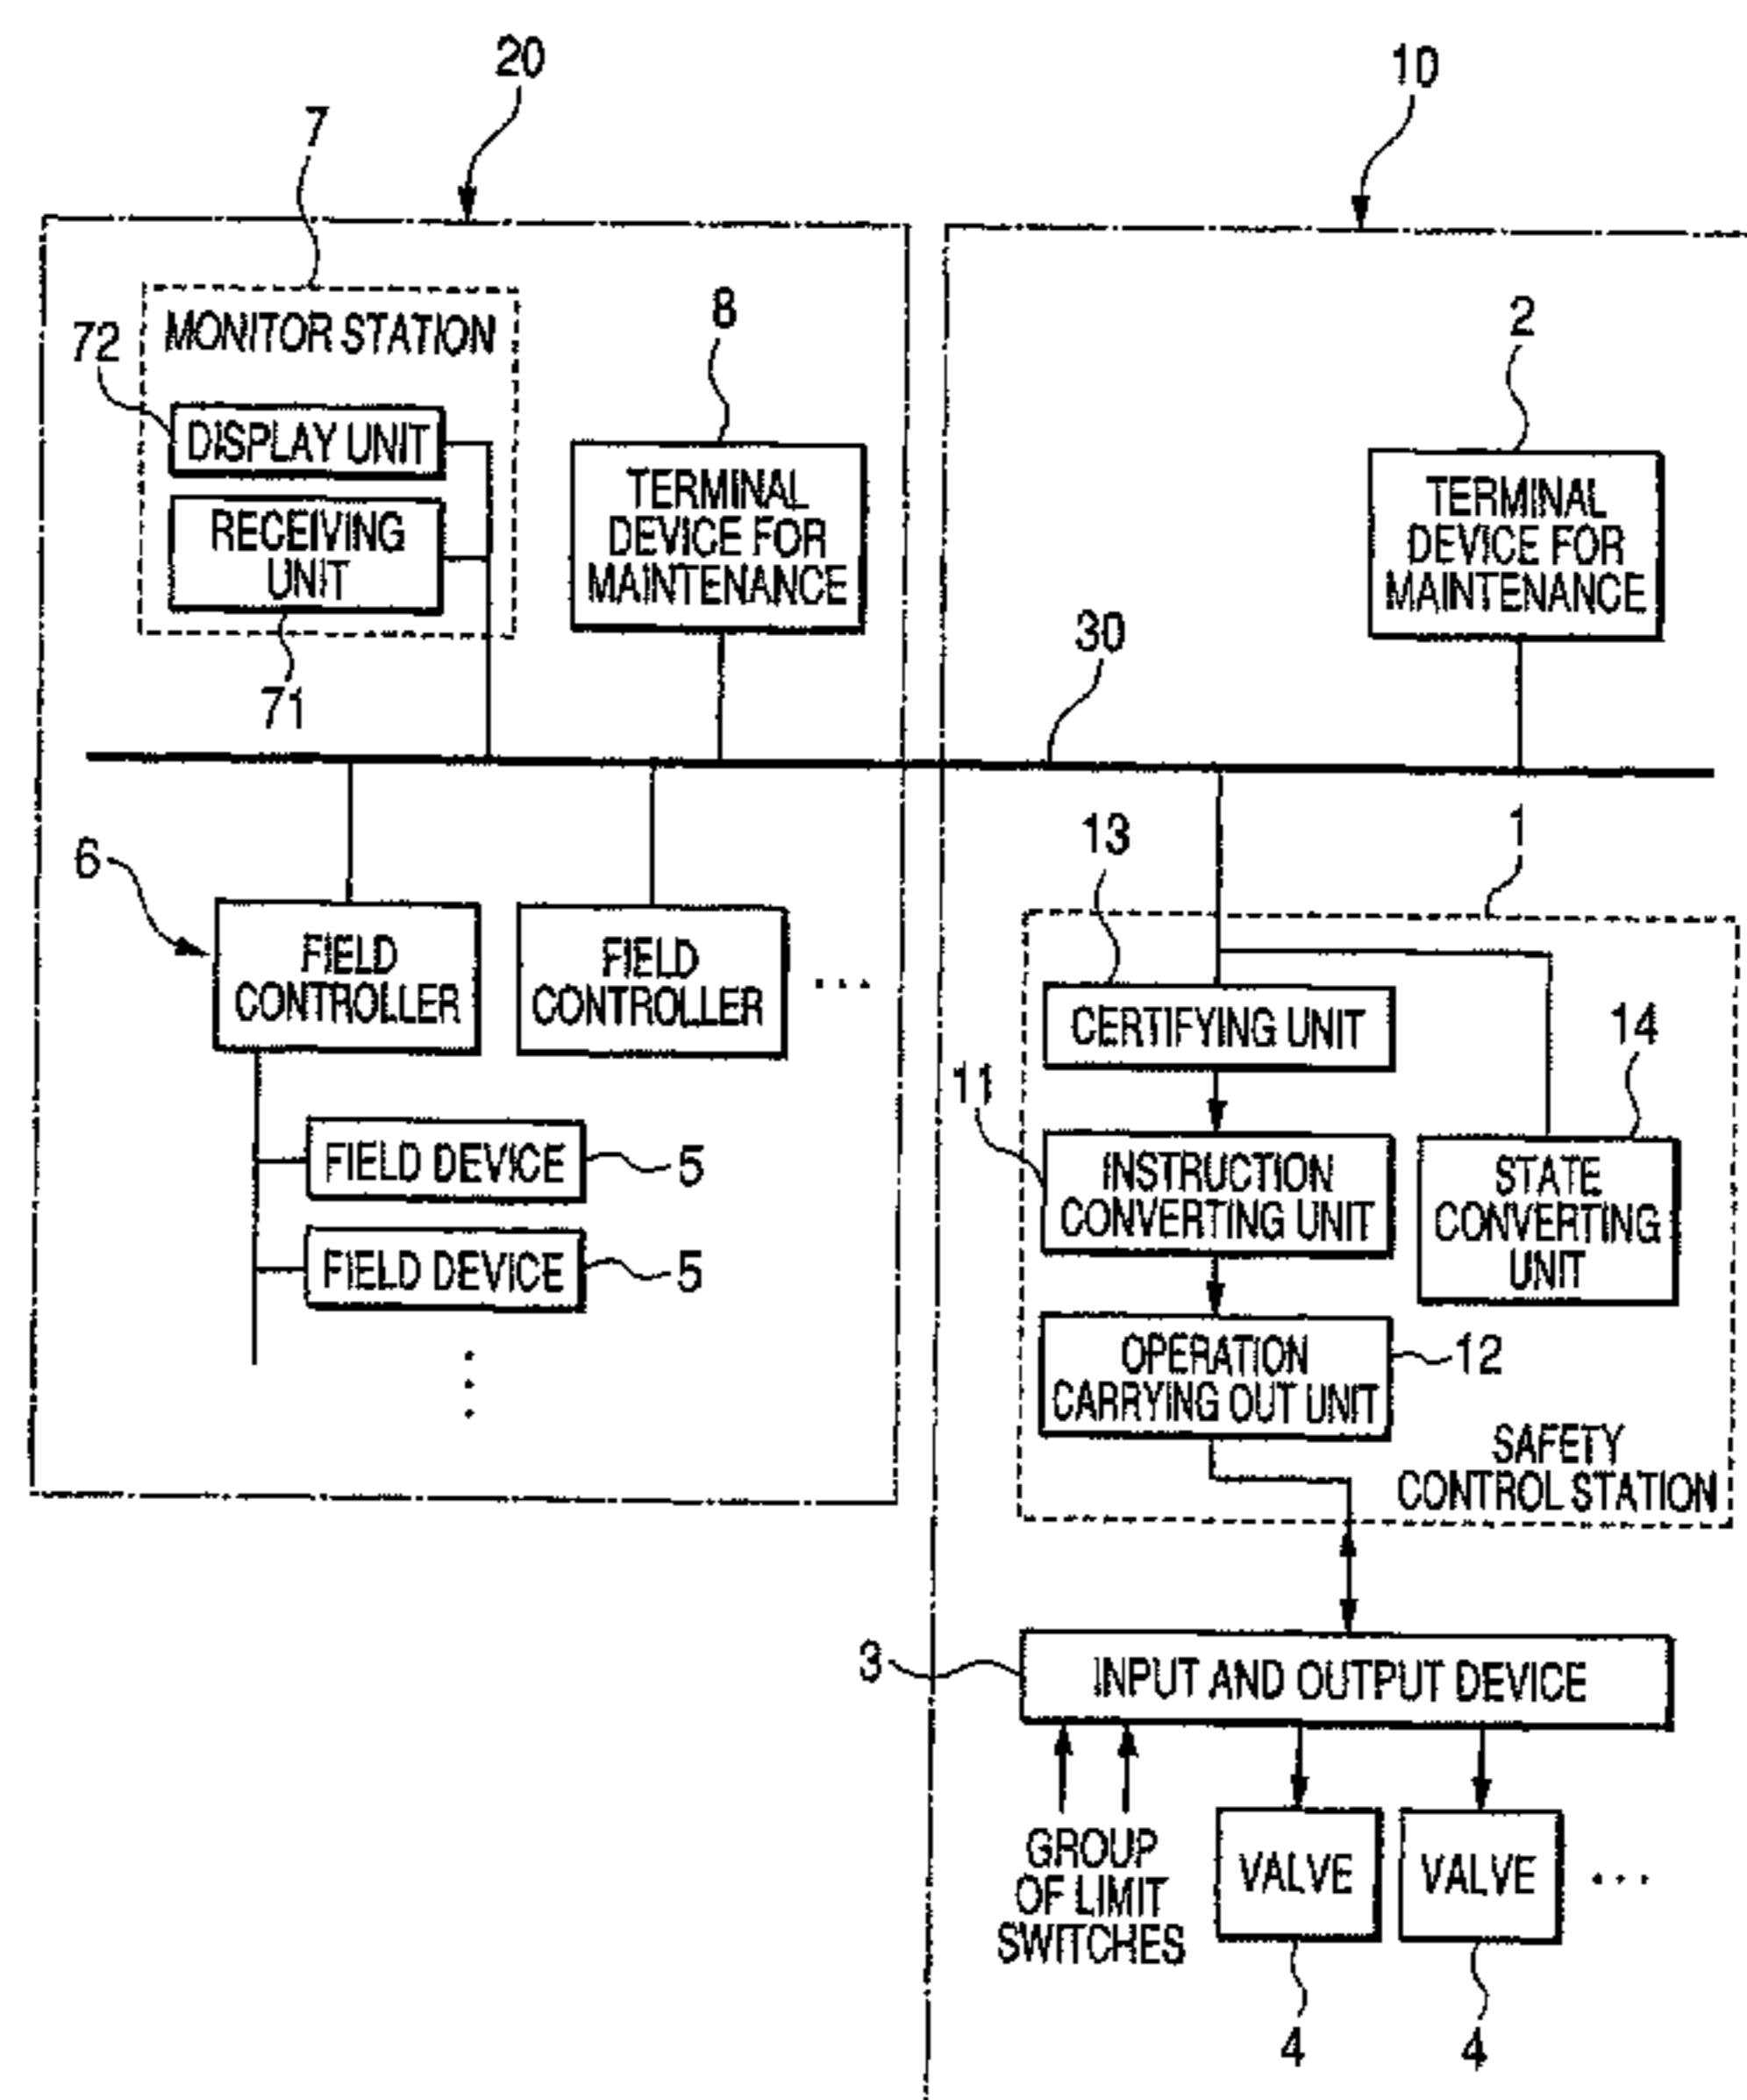 20
10
7
MONITOR STATION
72
DISPLAY UNIT
RECEIVING
UNIT
71
8
TERMINAL
DEVICE FOR
MAINTENANCE
2
TERMINAL
DEVICE FOR
MAINTENANCE
30
6
FIELD
CONTROLLER
FIELD
CONTROLLER
...
FIELD DEVICE
5
FIELD DEVICE
5
1
13
CERTIFYING UNIT
11
INSTRUCTION
CONVERTING UNIT
14
STATE
CONVERTING
UNIT
OPERATION
CARRYING OUT UNIT
12
SAFETY
CONTROL STATION
3
INPUT AND OUTPUT DEVICE
GROUP
OF LIMIT
SWITCHES
VALVE
VALVE
...
4
4